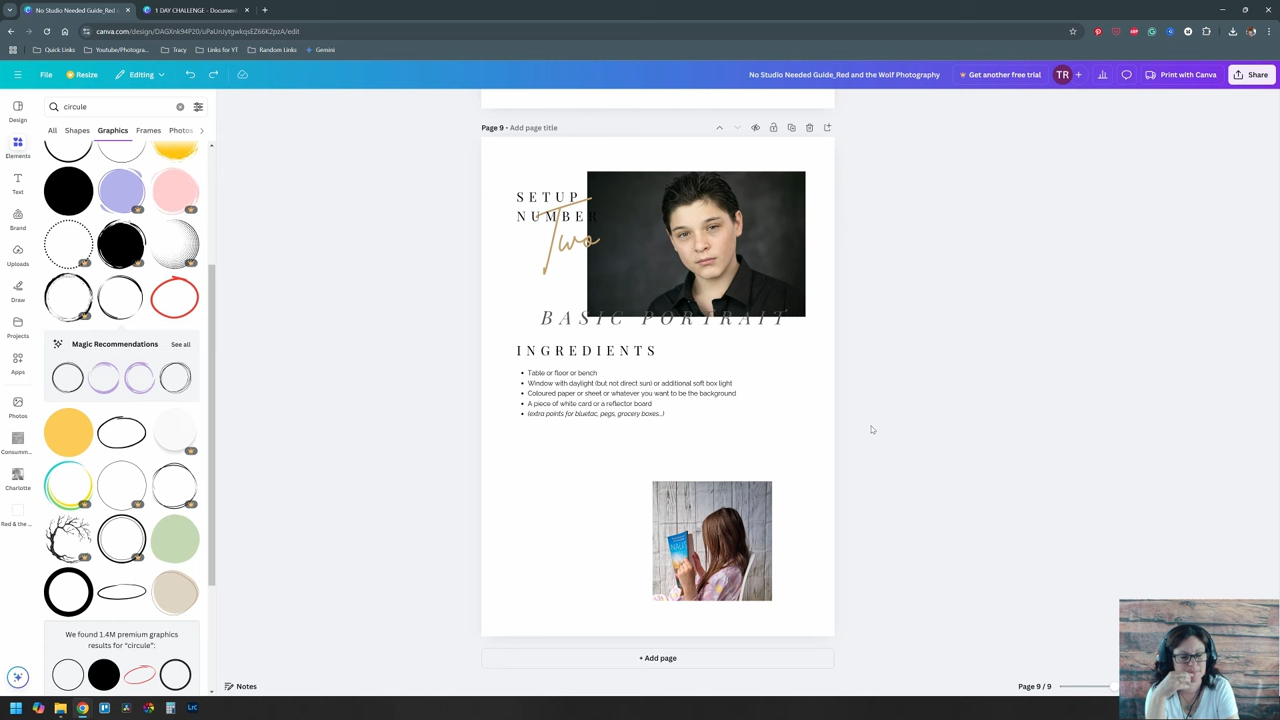 No Studio Needed Guide_Red
1 DAY CHALLENGE - Documen
canva.com/design/DAGXnk94P20/uPaUnJytgwkqsEZ66K2pzA/edit
Quick Links
Youtube/Photogra...
Tracy
Links for YT
Random Links
Gemini
File
Resize
Editing
No Studio Needed Guide_Red and the Wolf Photography
Get another free trial
TR
Print with Canva
Share
Design
Elements
Text
Brand
Uploads
Draw
Projects
Apps
Photos
Consumm...
Charlotte
Red & the ...
circule
All
Shapes
Graphics
Frames
Photos
Magic Recommendations
See all
We found 1.4M premium graphics
results for "circule":
Page 9 • Add page title
SETUP
NUMBER
Two
BASIC PORTRAIT
INGREDIENTS
• Table or floor or bench
• Window with daylight (but not direct sun) or additional soft box light
• Coloured paper or sheet or whatever you want to be the background
• A piece of white card or a reflector board
• (extra points for bluetac, pegs, grocery boxes...)
+ Add page
Notes
Page 9 / 9
Lrc